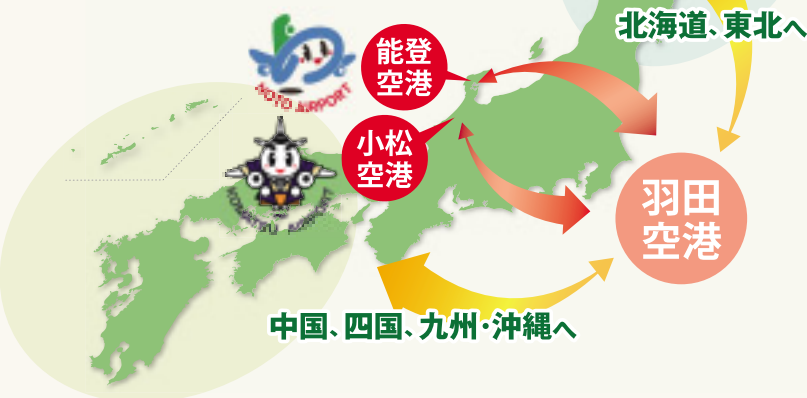 北海道、東北へ
能登
空港
NOTO AIRPORT
小松
空港
KOMATSU AIRPORT
羽田
空港
中国、四国、九州・沖縄へ